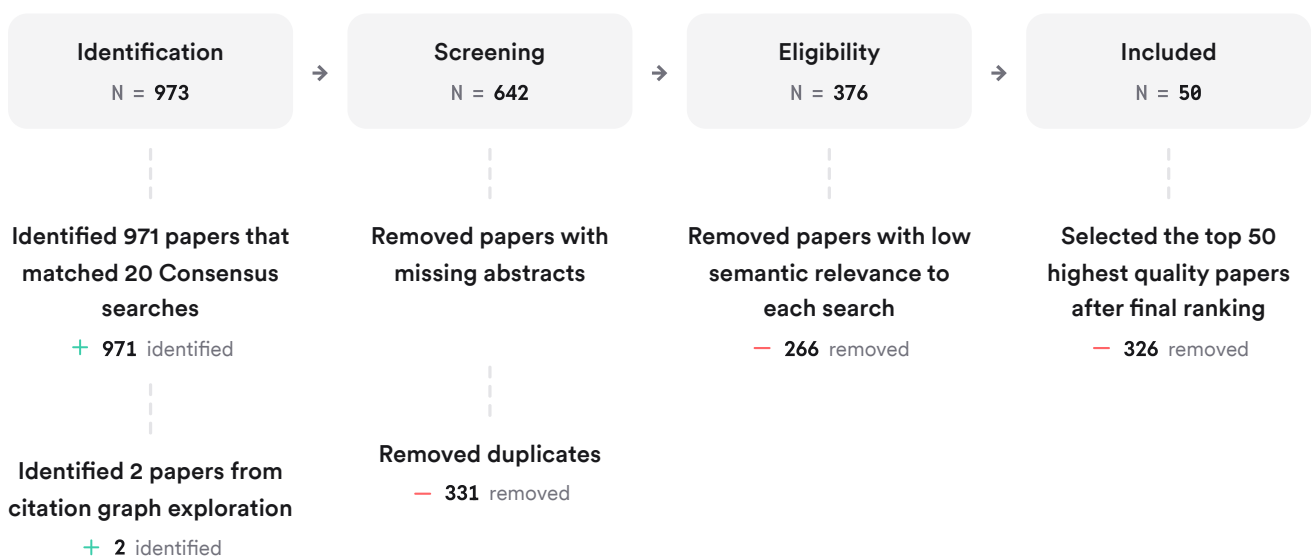 Identification
N = 973
Screening
N = 642
Eligibility
N = 376
Included
N = 50
Identified 971 papers that
matched 20 Consensus
searches
+ 971 identified
Identified 2 papers from
citation graph exploration
+ 2 identified
Removed papers with
missing abstracts
Removed duplicates
— 331 removed
Removed papers with low
semantic relevance to
each search
— 266 removed
Selected the top 50
highest quality papers
after final ranking
— 326 removed